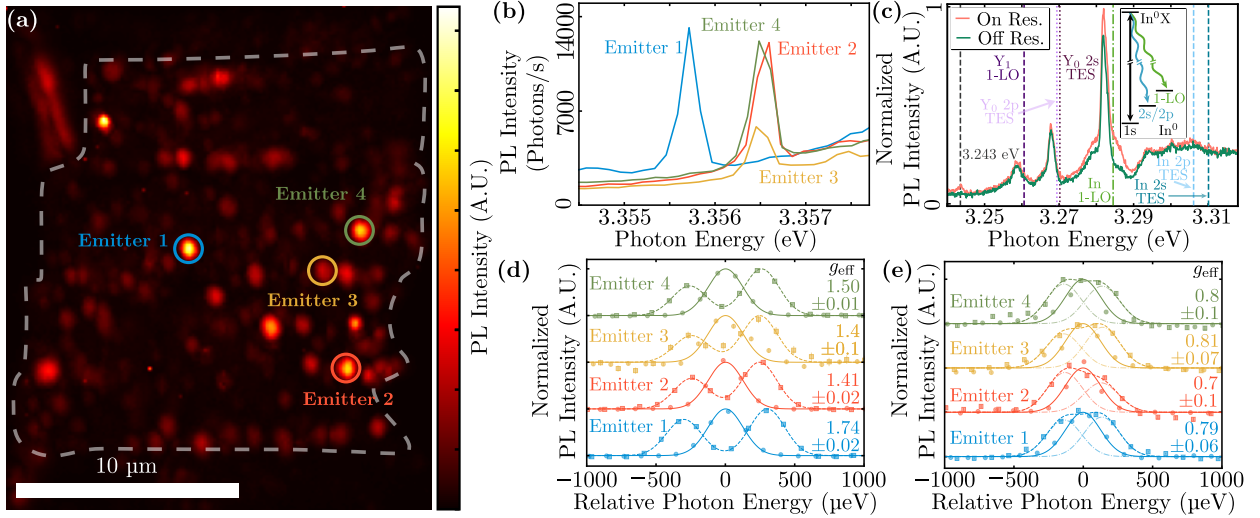 (a)
Emitter 4
Emitter 1
Emitter 3
Emitter 2
10 µm
PL Intensity (A.U.)
(b)
PL Intensity
(Photons/s)
14000
7000
0
Emitter 1
Emitter 4
Emitter 2
Emitter 3
3.355
3.356
3.357
Photon Energy (eV)
(c)
Normalized
PL Intensity (A.U.)
1
0
On Res.
Off Res.
Y₁
1-LO
Y₀ 2s
TES
Y₀ 2p
TES
3.243 eV
In
1-LO
In 2p
TES
In 2s
TES
In⁰X
1-LO
2s/2p
1s
In⁰
3.25
3.27
3.29
3.31
Photon Energy (eV)
(d)
Normalized
PL Intensity (A.U.)
g_eff
Emitter 4
1.50
±0.01
Emitter 3
1.4
±0.1
Emitter 2
1.41
±0.02
Emitter 1
1.74
±0.02
−1000
−500
0
500
1000
Relative Photon Energy (µeV)
(e)
Normalized
PL Intensity (A.U.)
g_eff
Emitter 4
0.8
±0.1
Emitter 3
0.81
±0.07
Emitter 2
0.7
±0.1
Emitter 1
0.79
±0.06
−1000
−500
0
500
1000
Relative Photon Energy (µeV)